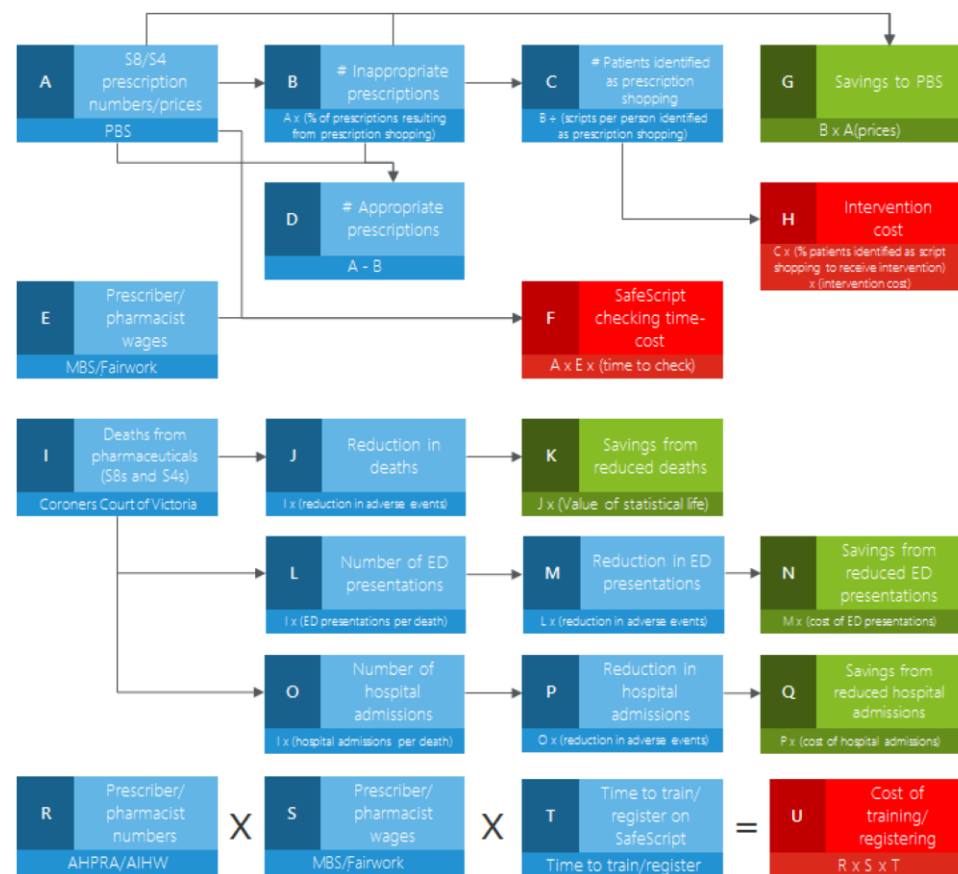 A
S8/S4
prescription
numbers/prices
PBS
B
# Inappropriate
prescriptions
A x (% of prescriptions resulting
from prescription shopping)
C
# Patients identified
as prescription
shopping
B ÷ (scripts per person identified
as prescription shopping)
G
Savings to PBS
B x A(prices)
D
# Appropriate
prescriptions
A - B
H
Intervention
cost
C x (% patients identified as script
shopping to receive intervention)
x (intervention cost)
E
Prescriber/
pharmacist
wages
MBS/Fairwork
F
SafeScript
checking time-
cost
A x E x (time to check)
I
Deaths from
pharmaceuticals
(S8s and S4s)
Coroners Court of Victoria
J
Reduction in
deaths
I x (reduction in adverse events)
K
Savings from
reduced deaths
J x (Value of statistical life)
L
Number of ED
presentations
I x (ED presentations per death)
M
Reduction in ED
presentations
L x (reduction in adverse events)
N
Savings from
reduced ED
presentations
M x (cost of ED presentations)
O
Number of
hospital
admissions
I x (hospital admissions per death)
P
Reduction in
hospital
admissions
O x (reduction in adverse events)
Q
Savings from
reduced hospital
admissions
P x (cost of hospital admissions)
R
Prescriber/
pharmacist
numbers
AHPRA/AIHW
X
S
Prescriber/
pharmacist
wages
MBS/Fairwork
X
T
Time to train/
register on
SafeScript
Time to train/register
=
U
Cost of
training/
registering
R x S x T